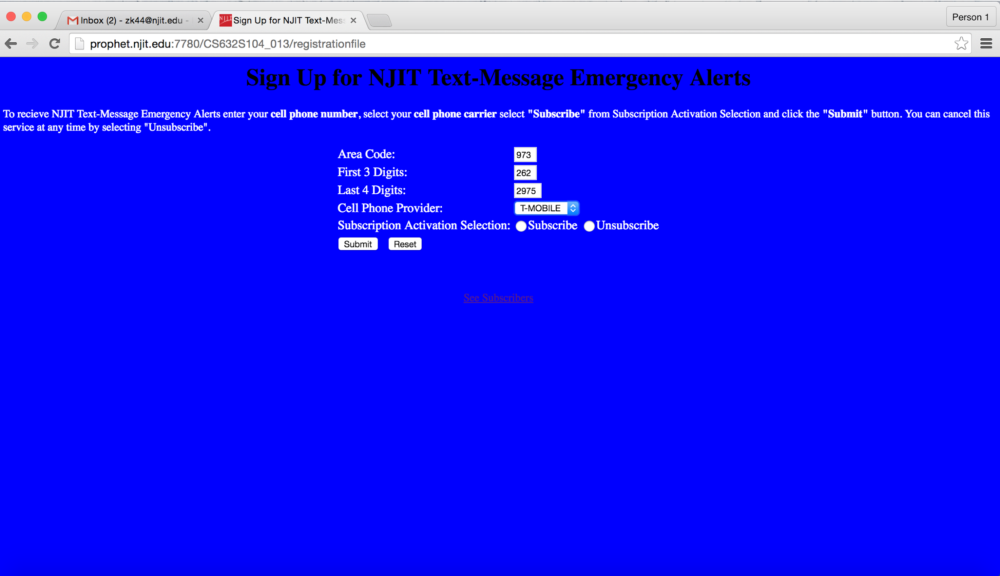 Inbox (2) - zk44@njit.edu -
Sign Up for NJIT Text-Mess
Person 1
prophet.njit.edu:7780/CS632S104_013/registrationfile
Sign Up for NJIT Text-Message Emergency Alerts
To recieve NJIT Text-Message Emergency Alerts enter your cell phone number, select your cell phone carrier select "Subscribe" from Subscription Activation Selection and click the "Submit" button. You can cancel this
service at any time by selecting "Unsubscribe".
Area Code: 973
First 3 Digits: 262
Last 4 Digits: 2975
Cell Phone Provider: T-MOBILE
Subscription Activation Selection: Subscribe Unsubscribe
Submit Reset
See Subscribers